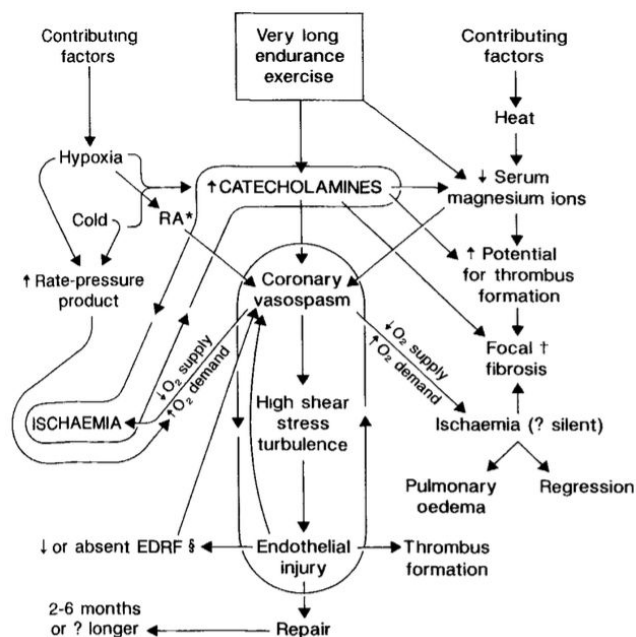 Contributing
factors
Very long
endurance
exercise
Contributing
factors
Heat
Hypoxia
↑ CATECHOLAMINES
↓ Serum
magnesium ions
Cold
RA*
↑ Rate-pressure
product
Coronary
vasospasm
↑ Potential
for thrombus
formation
↓O₂ supply
↑O₂ demand
↓O₂ supply
↑O₂ demand
Focal †
fibrosis
ISCHAEMIA
High shear
stress
turbulence
Ischaemia (? silent)
Pulmonary
oedema
Regression
↓ or absent EDRF §
Endothelial
injury
Thrombus
formation
2-6 months
or ? longer
Repair